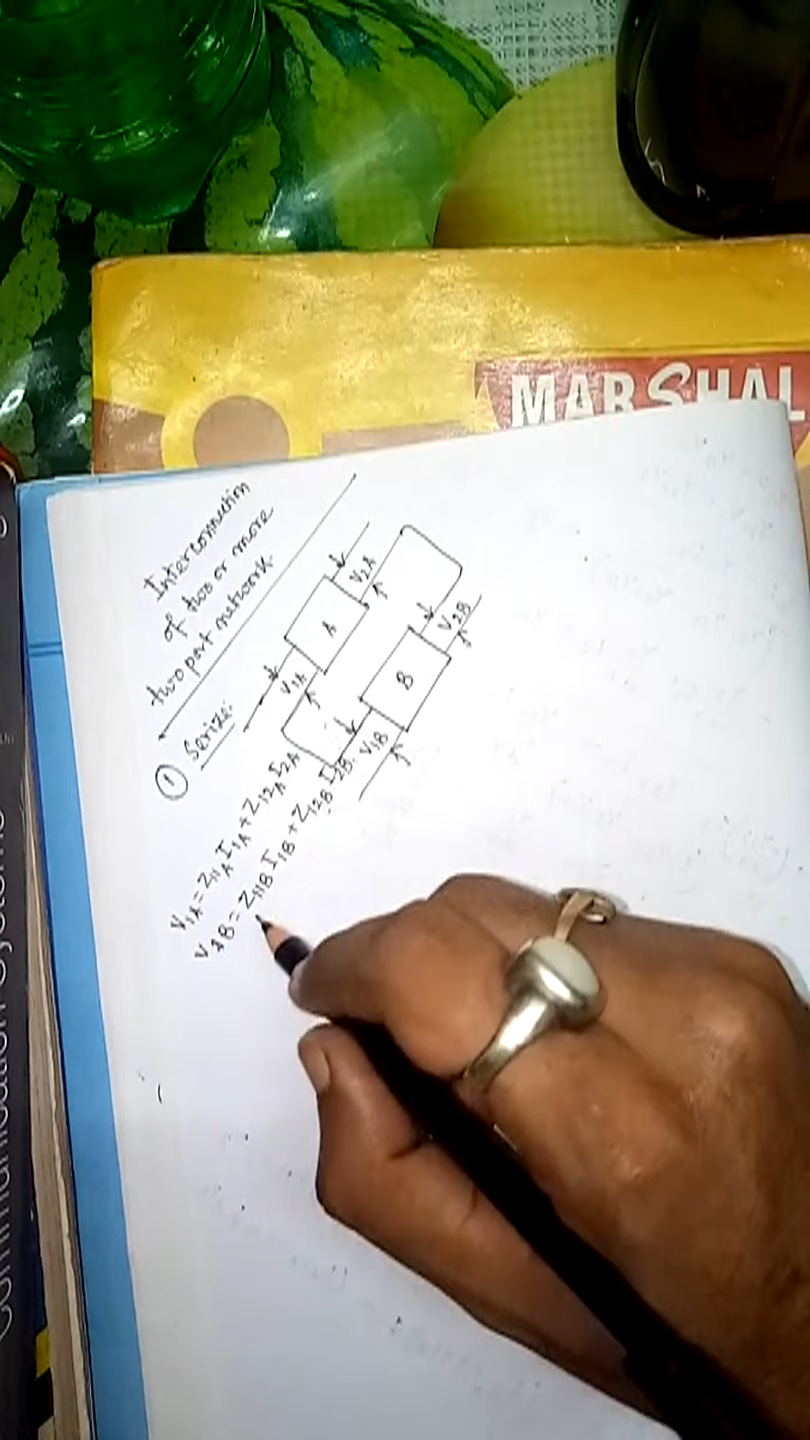 MARSHAL
Interconnection
of two or more
two port network
① Serize:
A
V1A
V2A
B
V1B
V2B
V1A = Z11A I1A + Z12A I2A
V1B = Z11B I1B + Z12B I2B